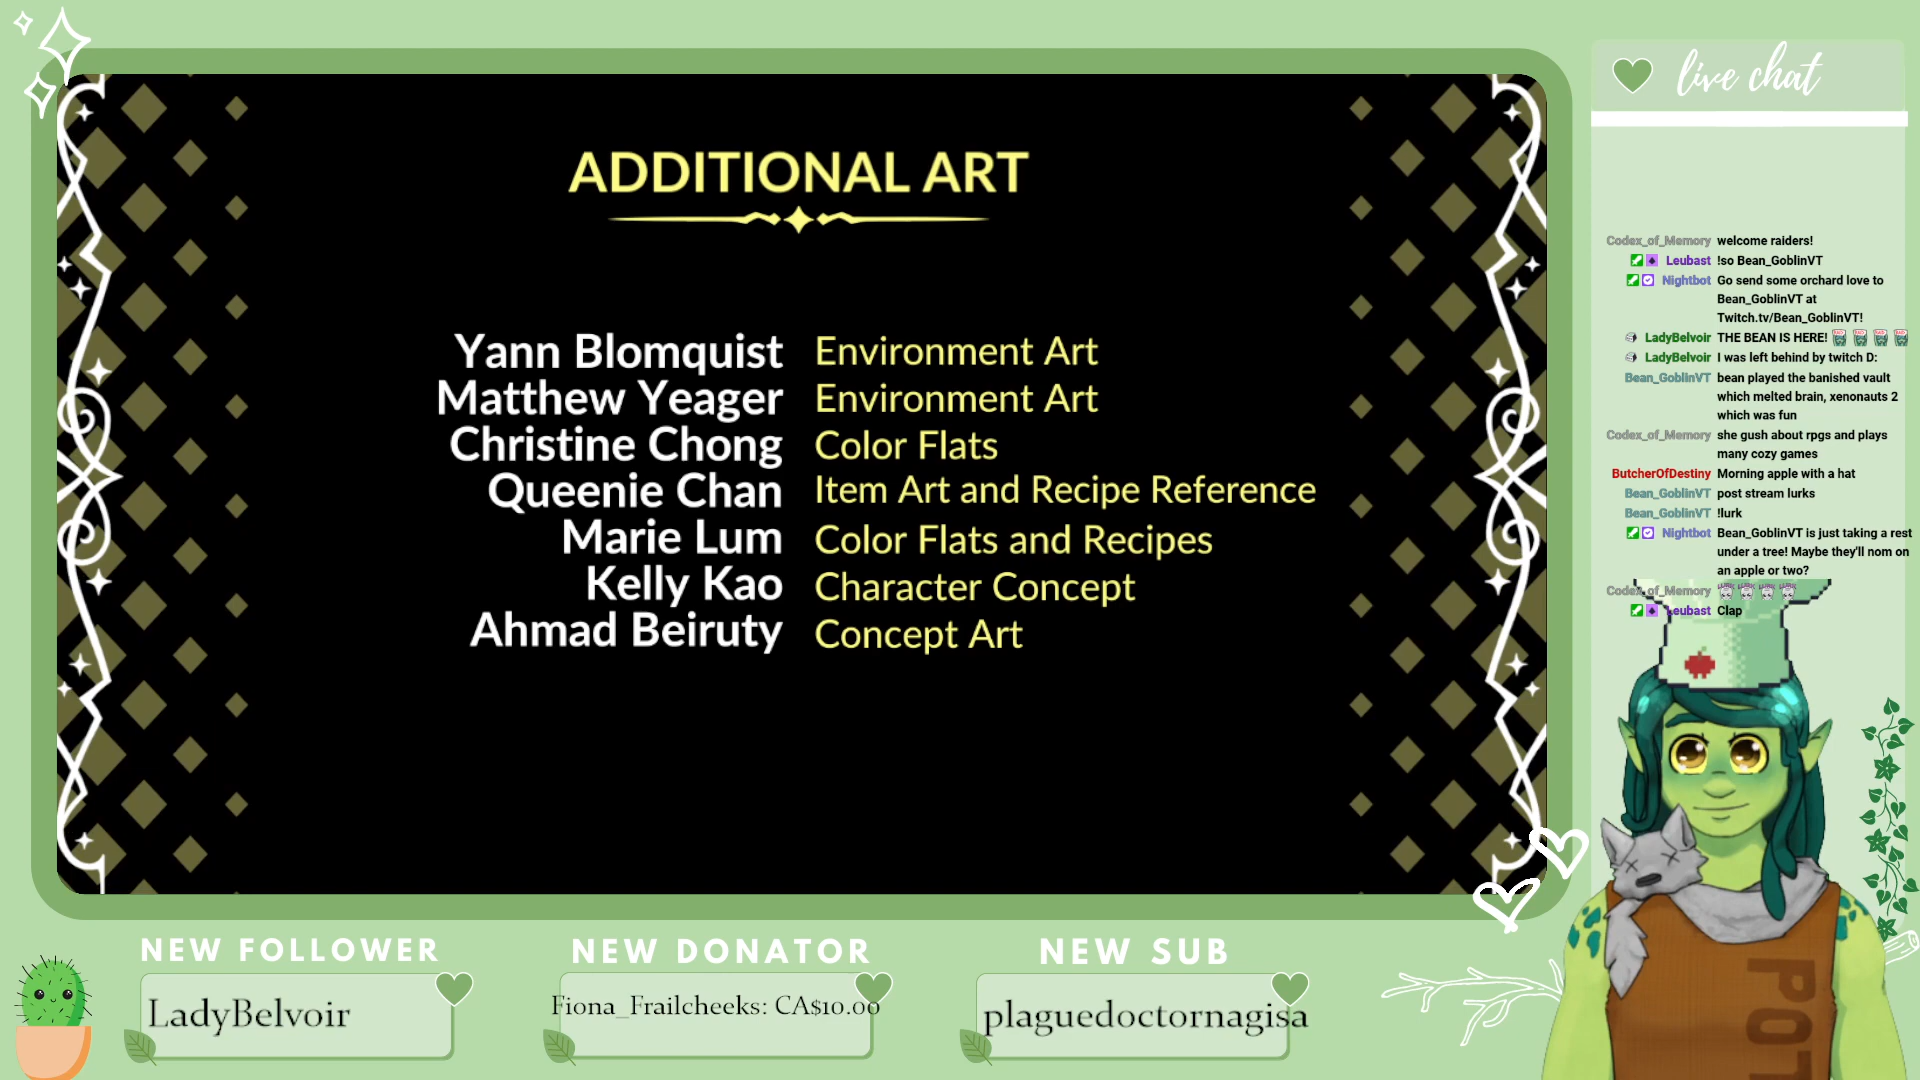 ADDITIONAL ART
Yann Blomquist Environment Art
Matthew Yeager Environment Art
Christine Chong Color Flats
Queenie Chan Item Art and Recipe Reference
Marie Lum Color Flats and Recipes
Kelly Kao Character Concept
Ahmad Beiruty Concept Art
live chat
Codex_of_Memory welcome raiders!
Leubast !so Bean_GoblinVT
Nightbot Go send some orchard love to
Bean_GoblinVT at
Twitch.tv/Bean_GoblinVT!
LadyBelvoir THE BEAN IS HERE!
LadyBelvoir I was left behind by twitch D:
Bean_GoblinVT bean played the banished vault
which melted brain, xenonauts 2
which was fun
Codex_of_Memory she gush about rpgs and plays
many cozy games
ButcherOfDestiny Morning apple with a hat
Bean_GoblinVT post stream lurks
Bean_GoblinVT !lurk
Nightbot Bean_GoblinVT is just taking a rest
under a tree! Maybe they'll nom on
an apple or two?
Codex_of_Memory
Leubast Clap
NEW FOLLOWER
LadyBelvoir
NEW DONATOR
Fiona_Frailcheeks: CA$10.00
NEW SUB
plaguedoctornagisa
POT